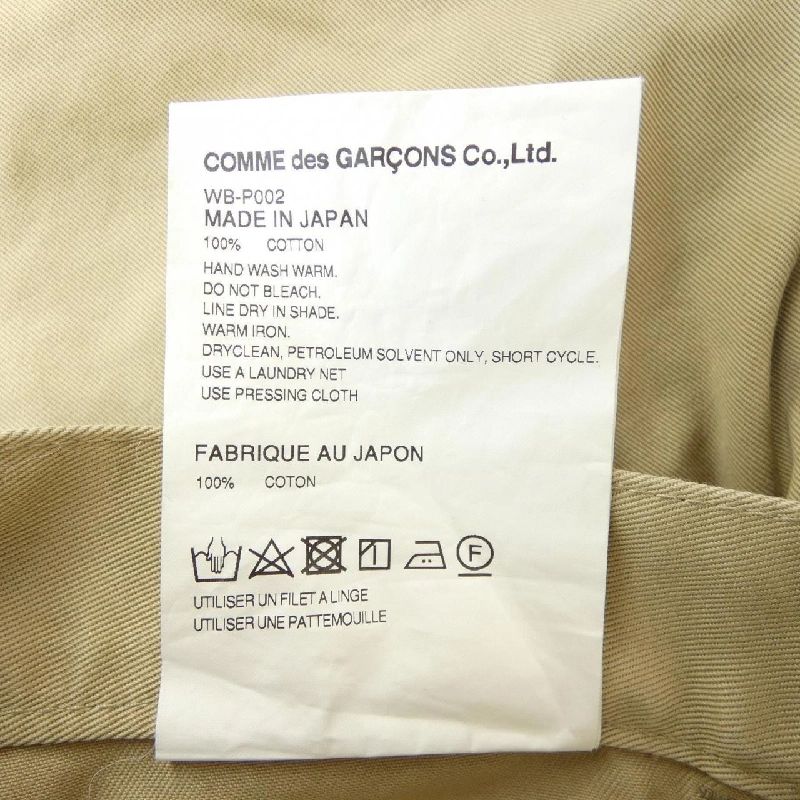 COMME des GARÇONS Co.,Ltd.
WB-P002
MADE IN JAPAN
100% COTTON
HAND WASH WARM.
DO NOT BLEACH.
LINE DRY IN SHADE.
WARM IRON.
DRYCLEAN, PETROLEUM SOLVENT ONLY, SHORT CYCLE.
USE A LAUNDRY NET
USE PRESSING CLOTH
FABRIQUE AU JAPON
100% COTON
F
UTILISER UN FILET A LINGE
UTILISER UNE PATTEMOUILLE